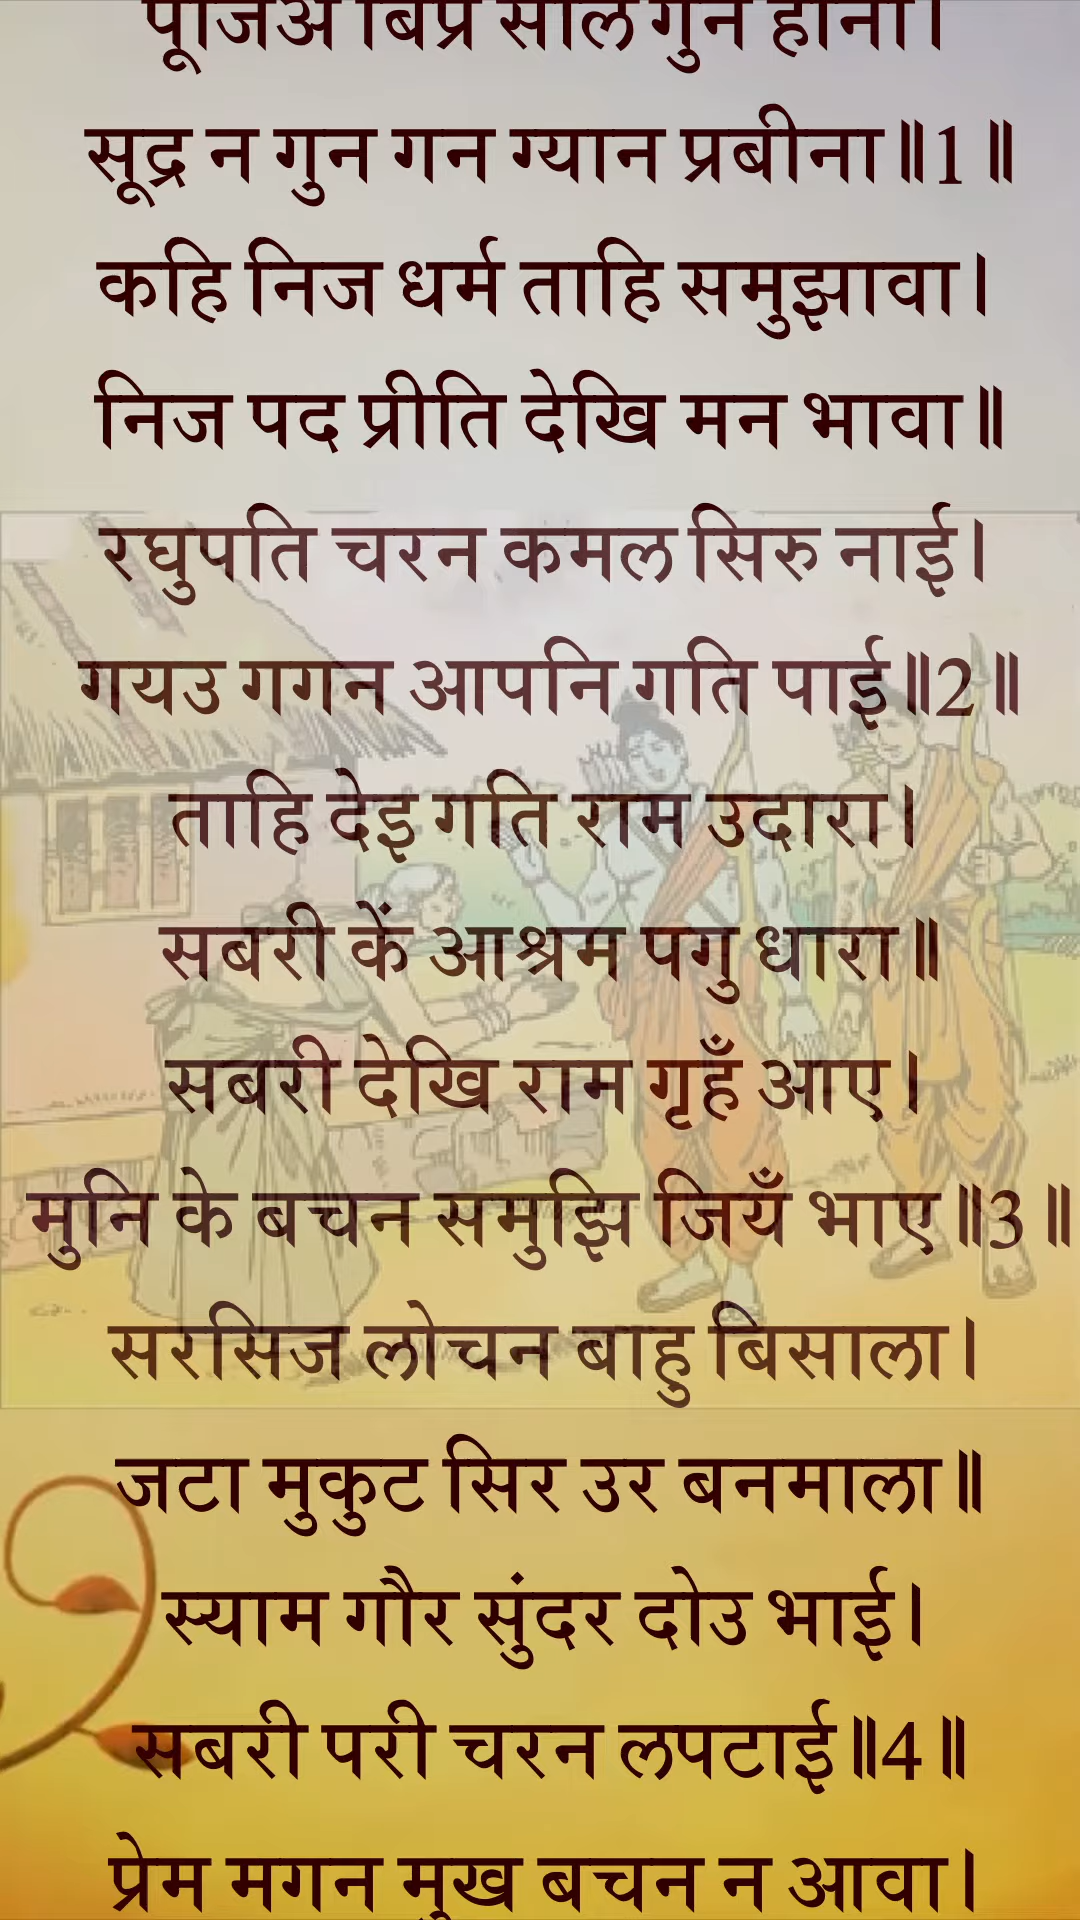 पूजिअ बिप्र सील गुन हीना।
सूद्र न गुन गन ग्यान प्रबीना॥1॥
कहि निज धर्म ताहि समुझावा।
निज पद प्रीति देखि मन भावा॥
रघुपति चरन कमल सिरु नाई।
गयउ गगन आपनि गति पाई॥2॥
ताहि देइ गति राम उदारा।
सबरी कें आश्रम पगु धारा॥
सबरी देखि राम गृहँ आए।
मुनि के बचन समुझि जियँ भाए॥3॥
सरसिज लोचन बाहु बिसाला।
जटा मुकुट सिर उर बनमाला॥
स्याम गौर सुंदर दोउ भाई।
सबरी परी चरन लपटाई॥4॥
प्रेम मगन मुख बचन न आवा।